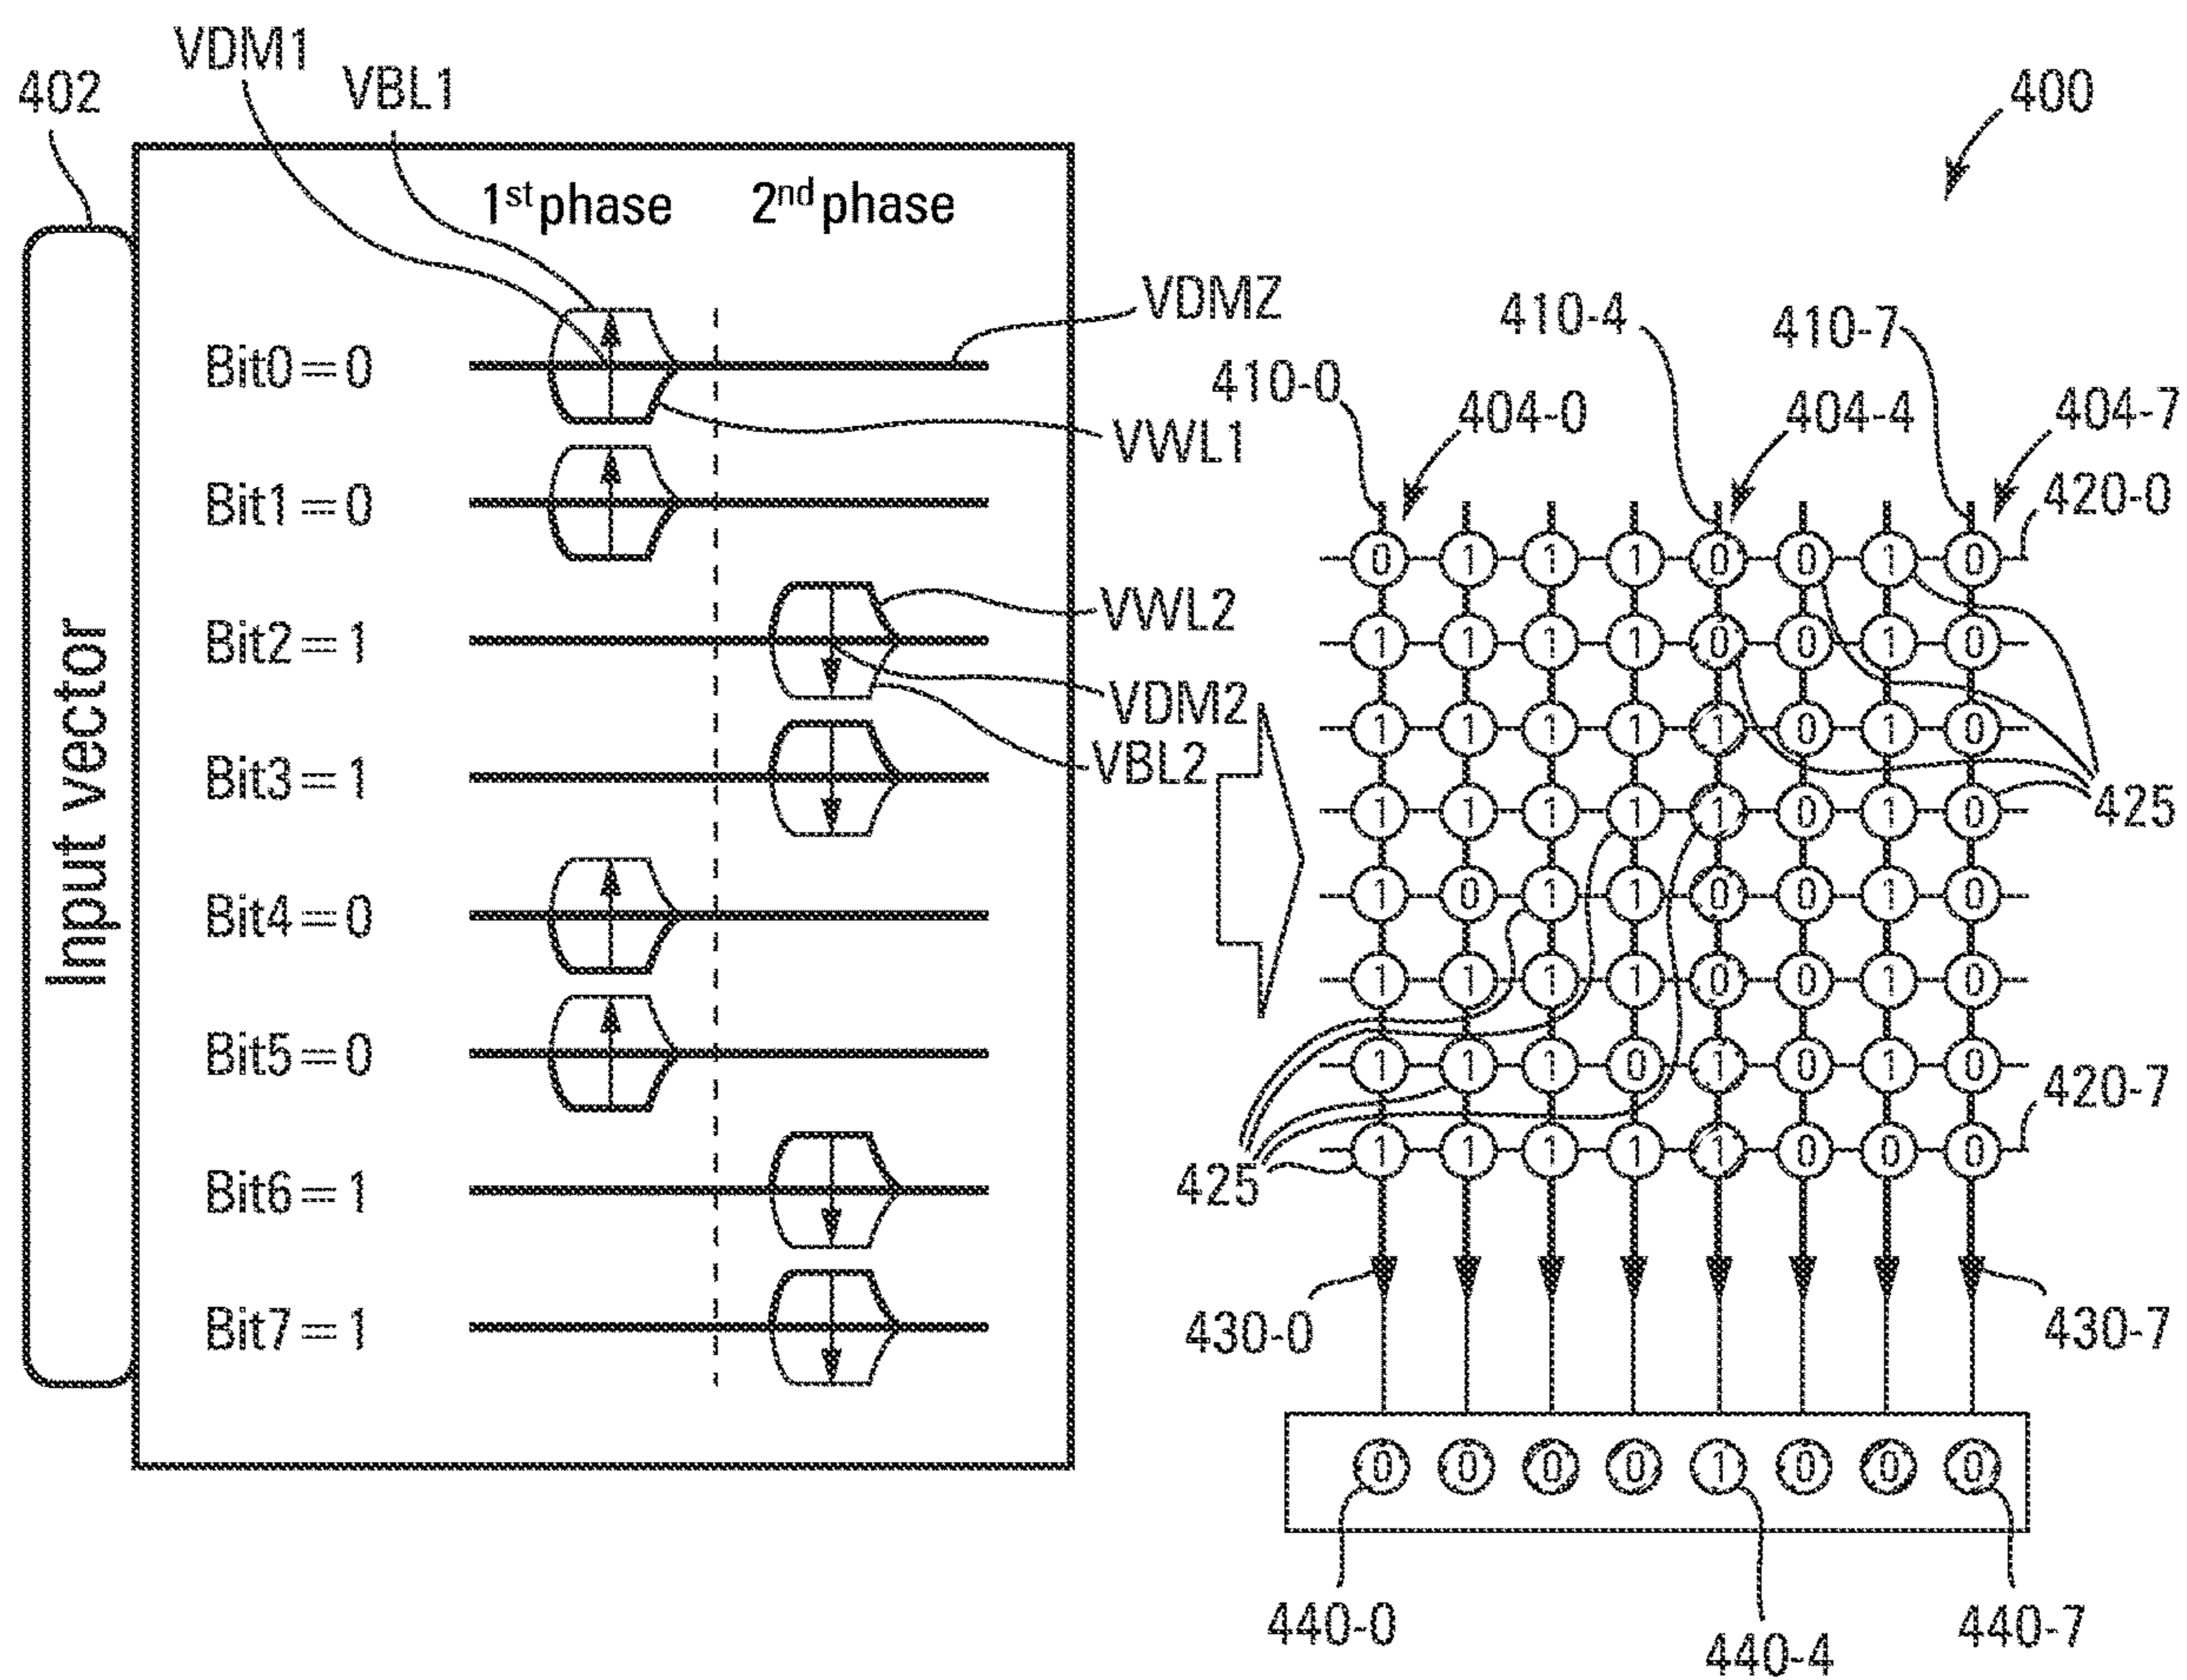 VDM1
VBL1
402
400
1st phase
2nd phase
VDMZ
410-4
410-7
410-0
404-0
404-4
404-7
Bit0 = 0
VWL1
420-0
Bit1 = 0
0 1 1 1 0 0 1 0
Bit2 = 1
VWL2
1 1 1 1 0 0 1 0
VDM2
1 1 1 1 1 0 1 0
Input vector
Bit3 = 1
VBL2
425
1 1 1 1 1 0 1 0
Bit4 = 0
1 0 1 1 0 0 1 0
1 1 1 1 0 0 1 0
Bit5 = 0
1 1 1 0 1 0 1 0
420-7
Bit6 = 1
1 1 1 1 1 0 0 0
425
Bit7 = 1
430-0
430-7
0 0 0 0 1 0 0 0
440-0
440-4
440-7